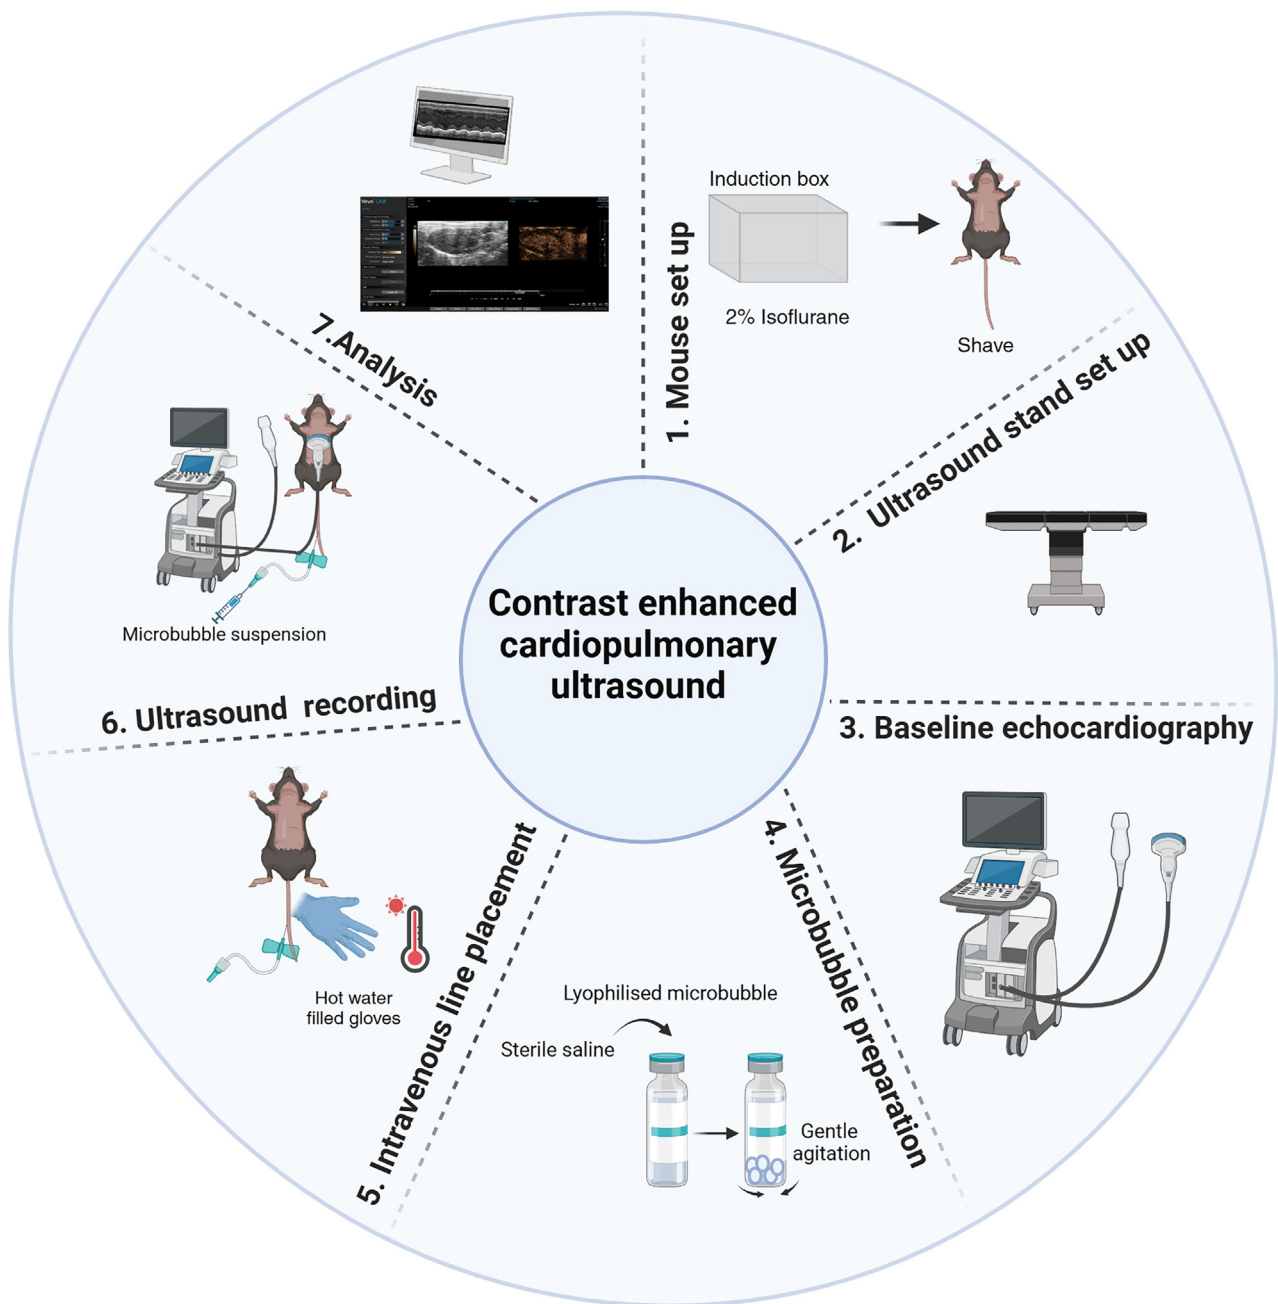 Contrast enhanced
cardiopulmonary
ultrasound
1. Mouse set up
Induction box
2% Isoflurane
Shave
2. Ultrasound stand set up
3. Baseline echocardiography
4. Microbubble preparation
Lyophilised microbubble
Sterile saline
Gentle
agitation
5. Intravenous line placement
Hot water
filled gloves
6. Ultrasound recording
Microbubble suspension
7.Analysis
Vevo LAB